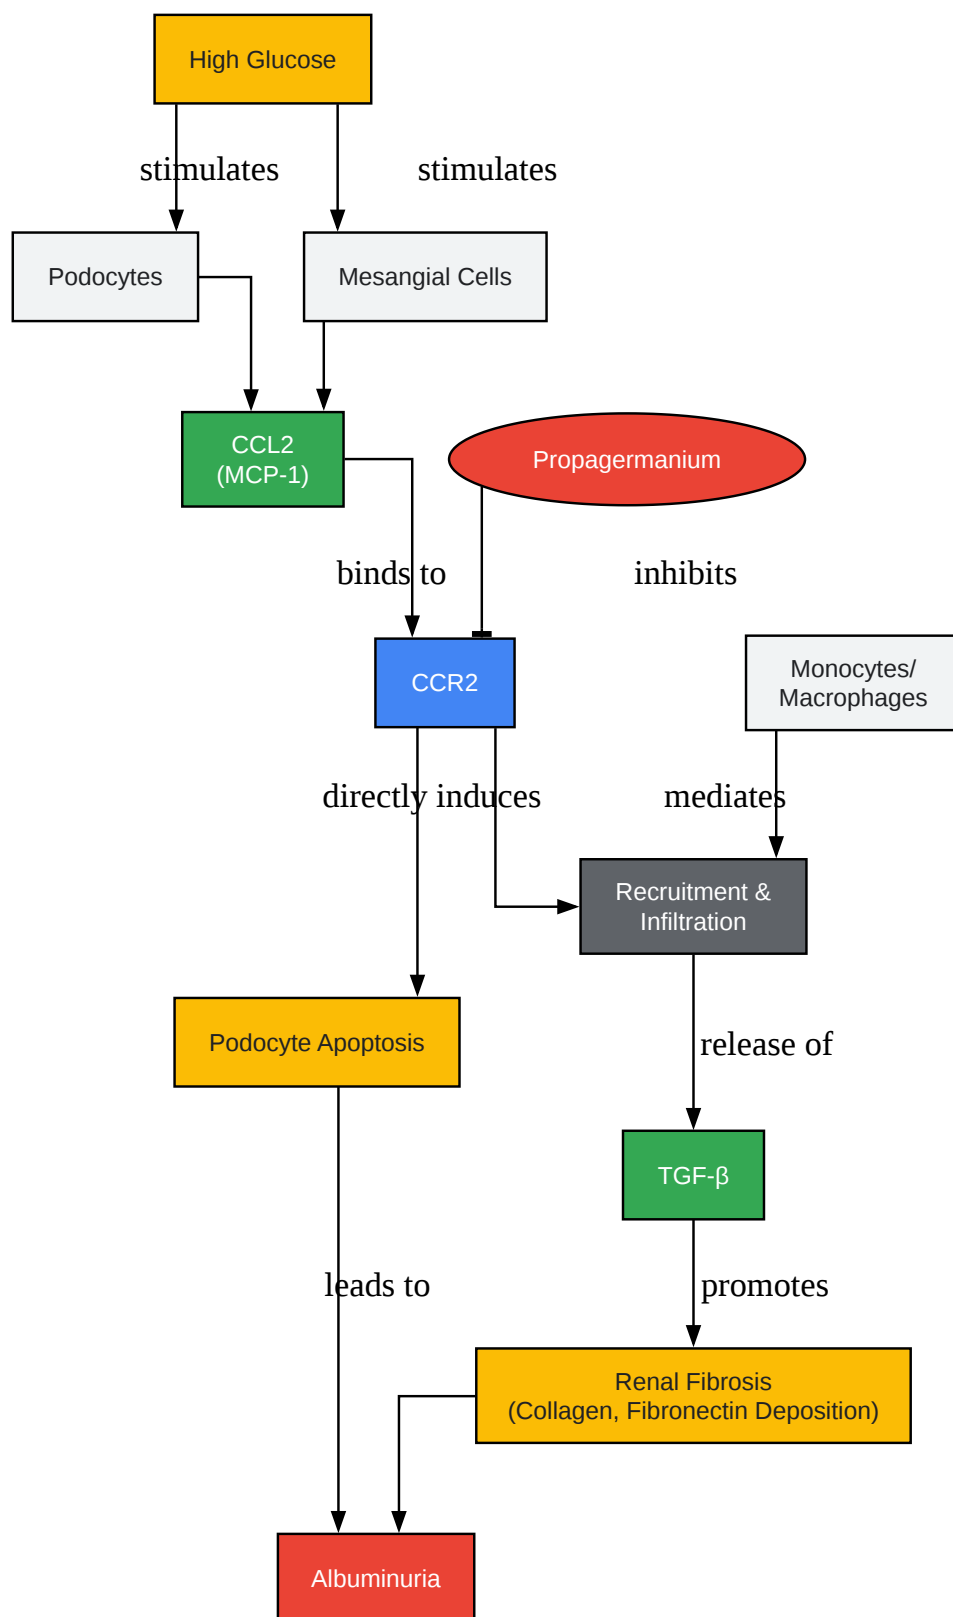 High Glucose
stimulates
stimulates
Podocytes
Mesangial Cells
CCL2
(MCP-1)
Propagermanium
binds to
inhibits
CCR2
Monocytes/
Macrophages
directly induces
mediates
Recruitment &
Infiltration
Podocyte Apoptosis
release of
TGF-β
leads to
promotes
Renal Fibrosis
(Collagen, Fibronectin Deposition)
Albuminuria